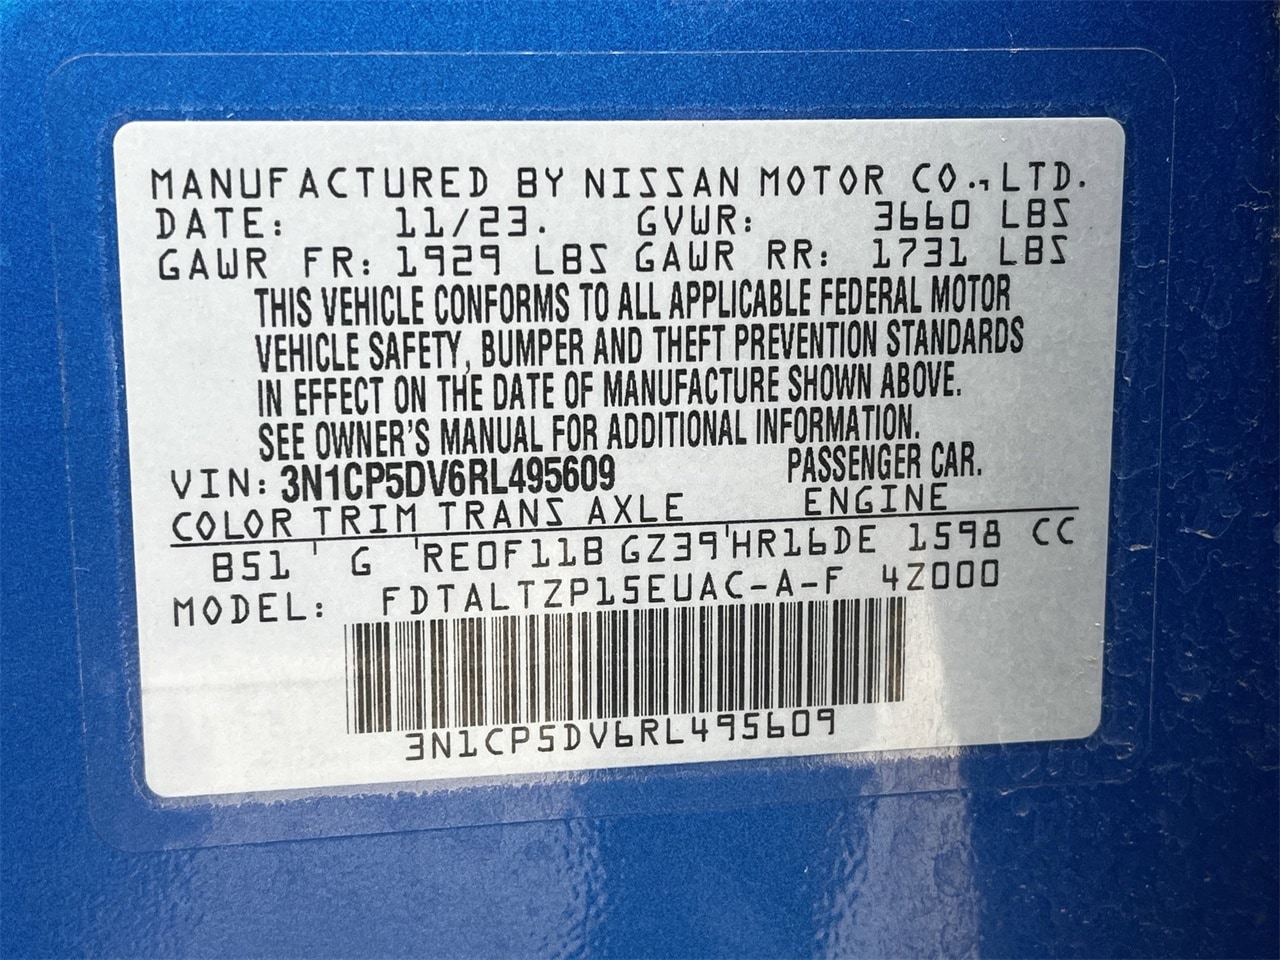 MANUFACTURED BY NISSAN MOTOR CO., LTD.
DATE: 11/23. GVWR: 3660 LBS
GAWR FR: 1929 LBS GAWR RR: 1731 LBS
THIS VEHICLE CONFORMS TO ALL APPLICABLE FEDERAL MOTOR
VEHICLE SAFETY, BUMPER AND THEFT PREVENTION STANDARDS
IN EFFECT ON THE DATE OF MANUFACTURE SHOWN ABOVE.
SEE OWNER'S MANUAL FOR ADDITIONAL INFORMATION.
VIN: 3N1CP5DV6RL495609 PASSENGER CAR.
COLOR TRIM TRANS AXLE ENGINE
B51 ' G 'RE0F11B GZ39'HR16DE 1598 CC
MODEL: FDTALTZP15EUAC-A-F 4Z000
3N1CP5DV6RL495609